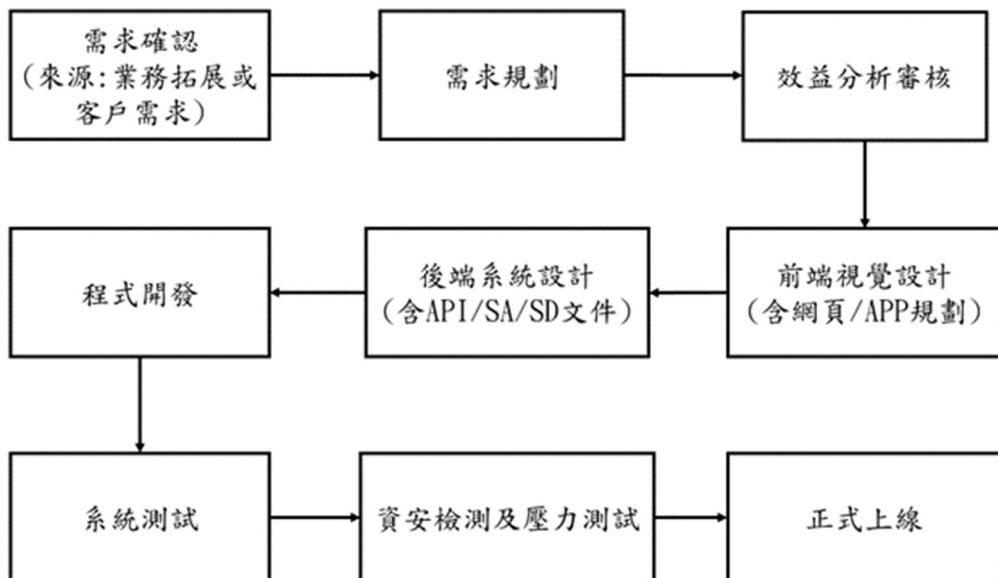 需求確認
(來源:業務拓展或
客戶需求)
需求規劃
效益分析審核
前端視覺設計
(含網頁/APP規劃)
後端系統設計
(含API/SA/SD文件)
程式開發
系統測試
資安檢測及壓力測試
正式上線